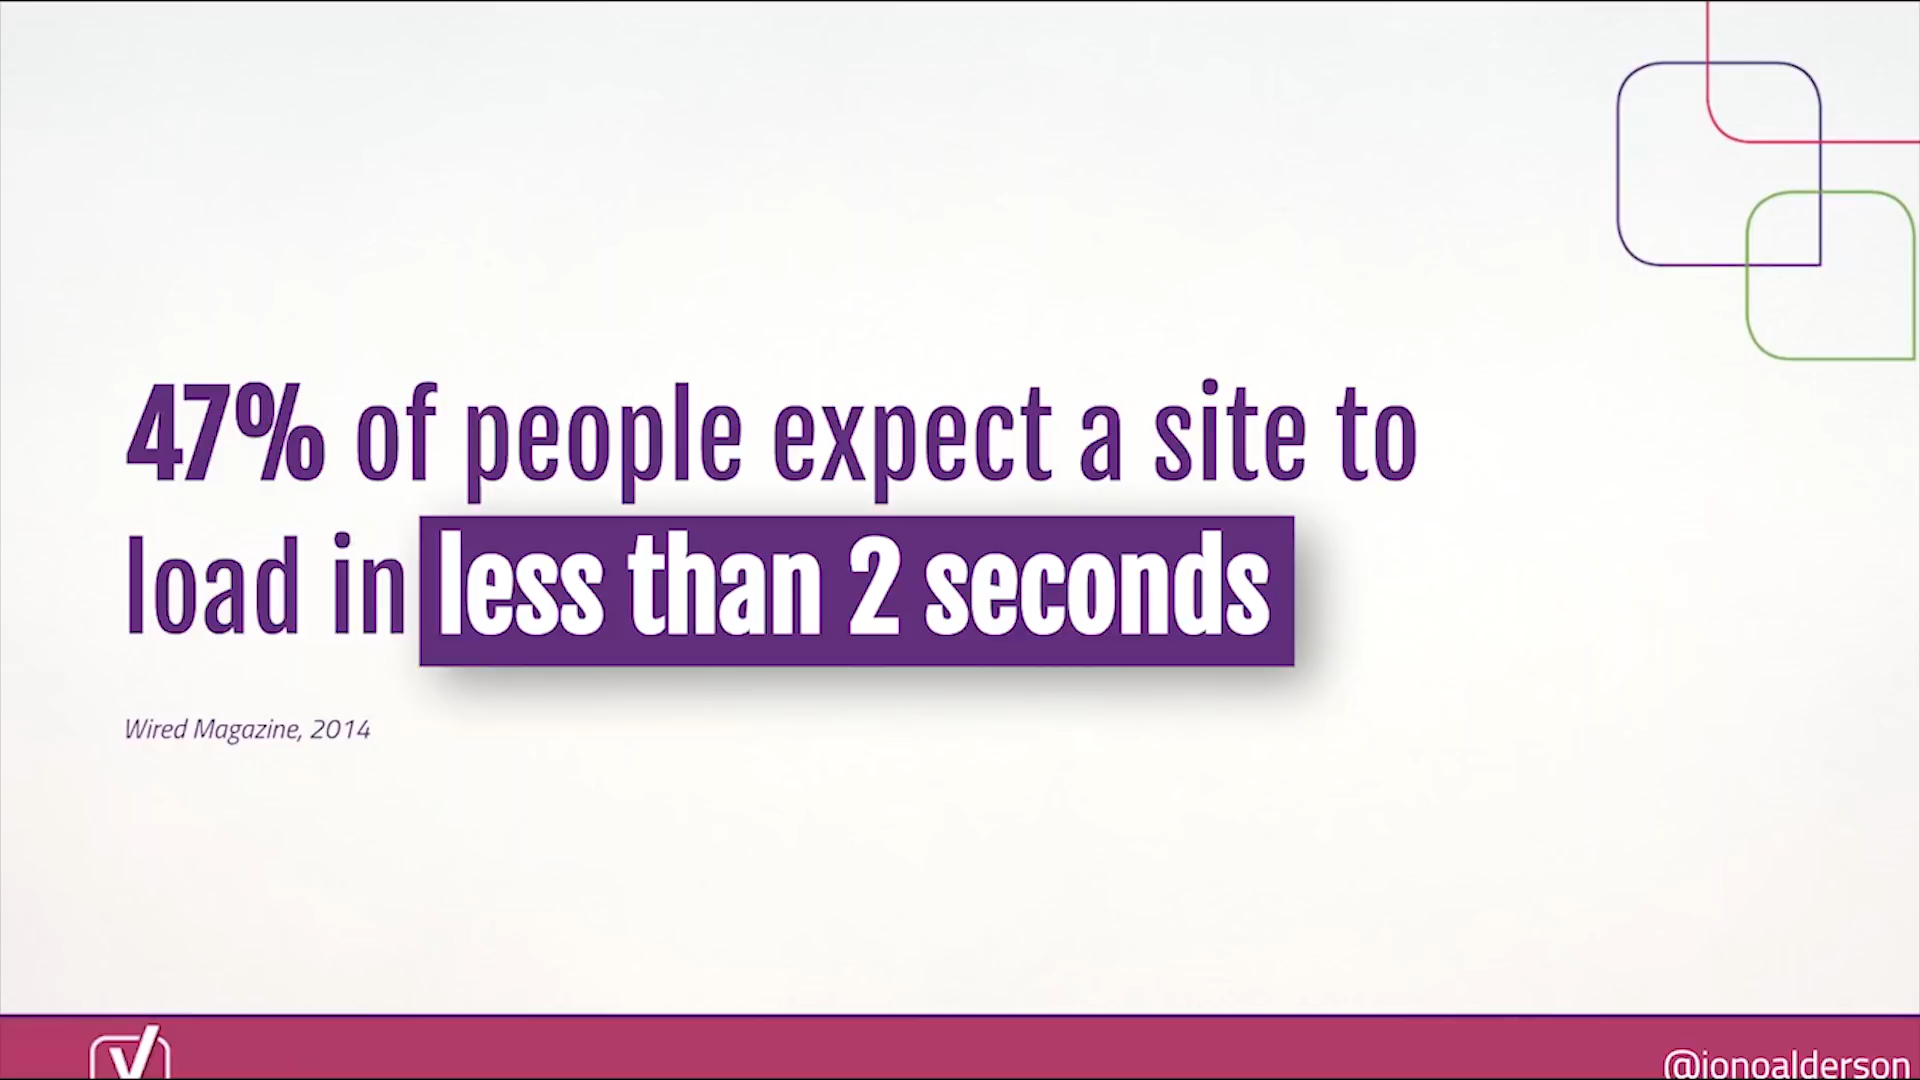 47% of people expect a site to
load in less than 2 seconds
Wired Magazine, 2014
@jonoalderson